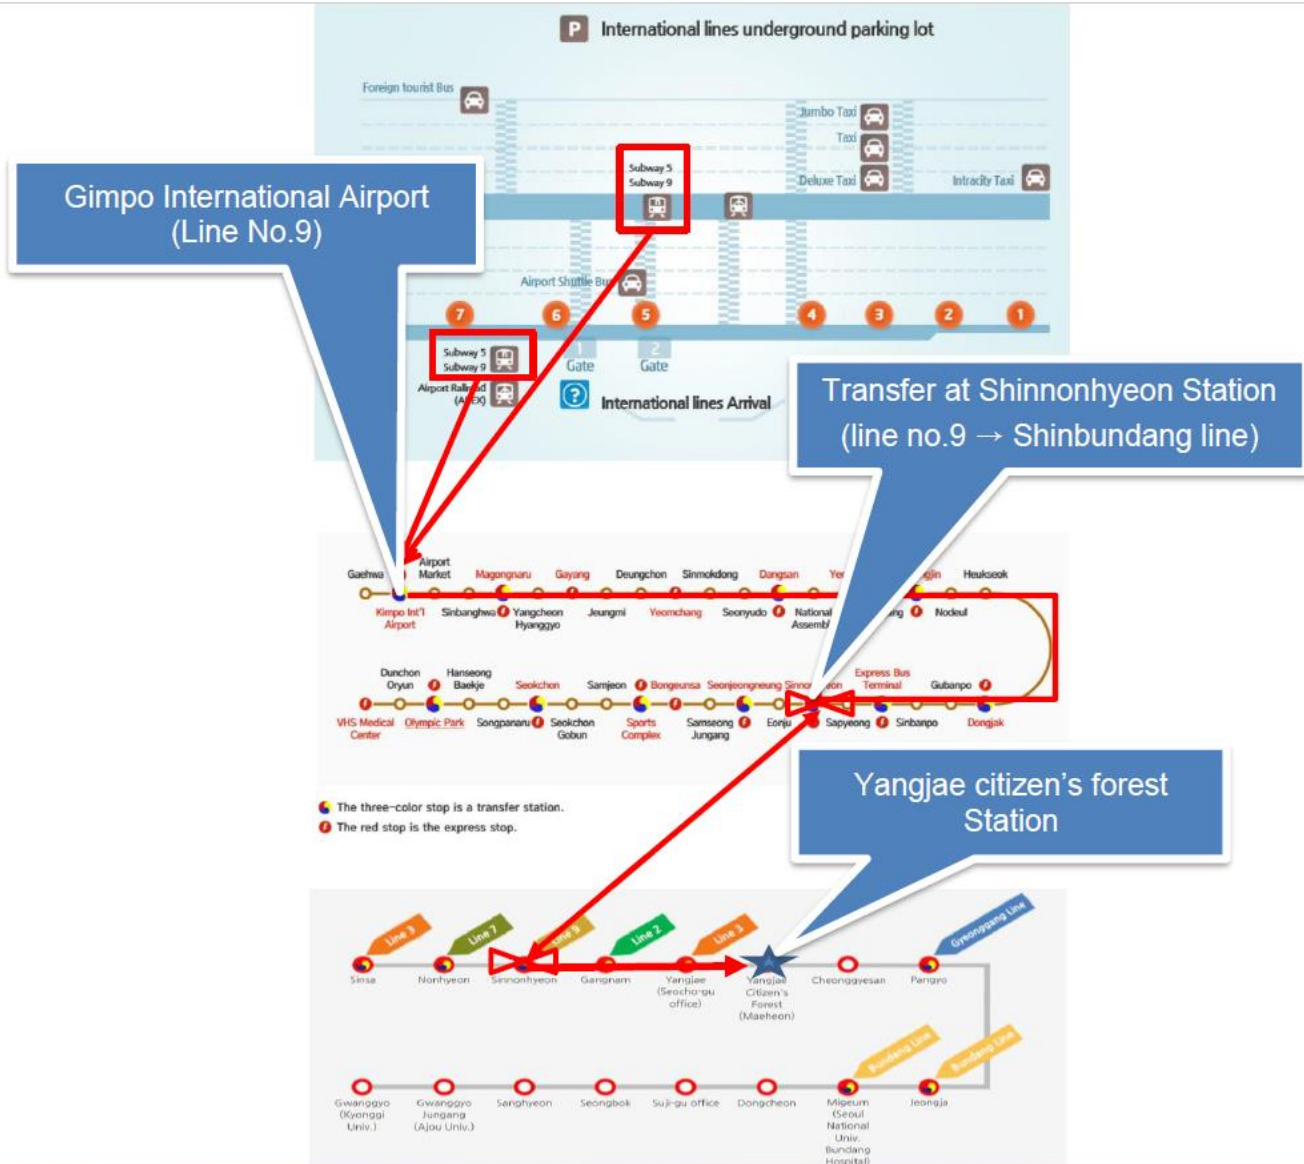 P International lines underground parking lot
Foreign tourist Bus
Jumbo Taxi
Taxi
Deluxe Taxi
Intracity Taxi
Subway 5
Subway 9
Gimpo International Airport
(Line No.9)
Airport Shuttle Bu
7 6 5 4 3 2 1
Subway 5
Subway 9
Airport Railroad
1
Gate
2
Gate
? International lines Arrival
Transfer at Shinnonhyeon Station
(line no.9 → Shinbundang line)
Gaehwa
Airport
Market
Magongnaru
Gayang
Deungchon
Sinmokdong
Dangsan
Heukseok
Kimpo Int'l
Airport
Sinbanghwa
Yangcheon
Hyanggyo
Jeungmi
Yeomchang
Seonyudo
National
Nodeul
Dunchon
Oryun
Hanseong
Baekje
Seokchon
Samjeon
Bongeunsa
Seonjeongneung
Express Bus
Terminal
Gubanpo
VHS Medical
Center
Olympic Park
Songpanaru
Seokchon
Gobun
Sports
Complex
Samseong
Jungang
Eonju
Sapyeong
Sinbanpo
Dongjak
The three-color stop is a transfer station.
The red stop is the express stop.
Yangjae citizen's forest
Station
Line 3
Line 7
Line 9
Line 2
Line 3
Gyeonggang Line
Sinsa
Nonhyeon
Sinnonhyeon
Gangnam
Yangjae
(Seocho-gu
office)
Yangjae
Citizen's
Forest
(Maeheon)
Cheonggyesan
Pangyo
Bundang Line
Bundang Line
Gwanggyo
(Kyonggi
Univ.)
Gwanggyo
Jungang
(Ajou Univ.)
Sanghyeon
Seongbok
Suji-gu office
Dongcheon
Migeum
(Seoul
National
Univ.
Bundang
Hospital)
Jeongja